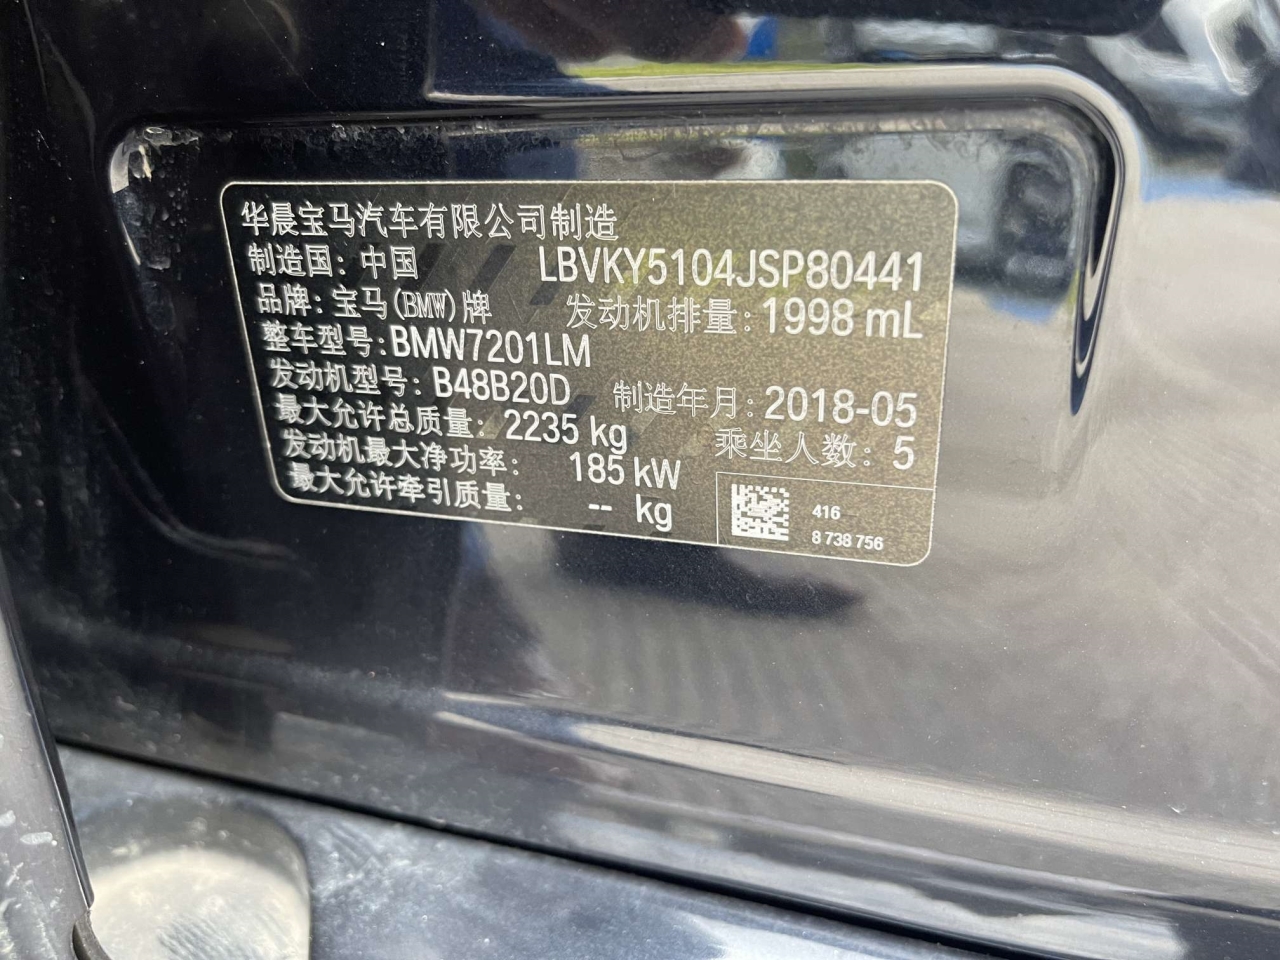 华晨宝马汽车有限公司制造
制造国: 中国 LBVKY5104JSP80441
品牌: 宝马(BMW)牌 发动机排量: 1998 mL
整车型号: BMW7201LM
发动机型号: B48B20D 制造年月: 2018-05
最大允许总质量: 2235 kg 乘坐人数: 5
发动机最大净功率: 185 kW
最大允许牵引质量: -- kg
416
8 738 756